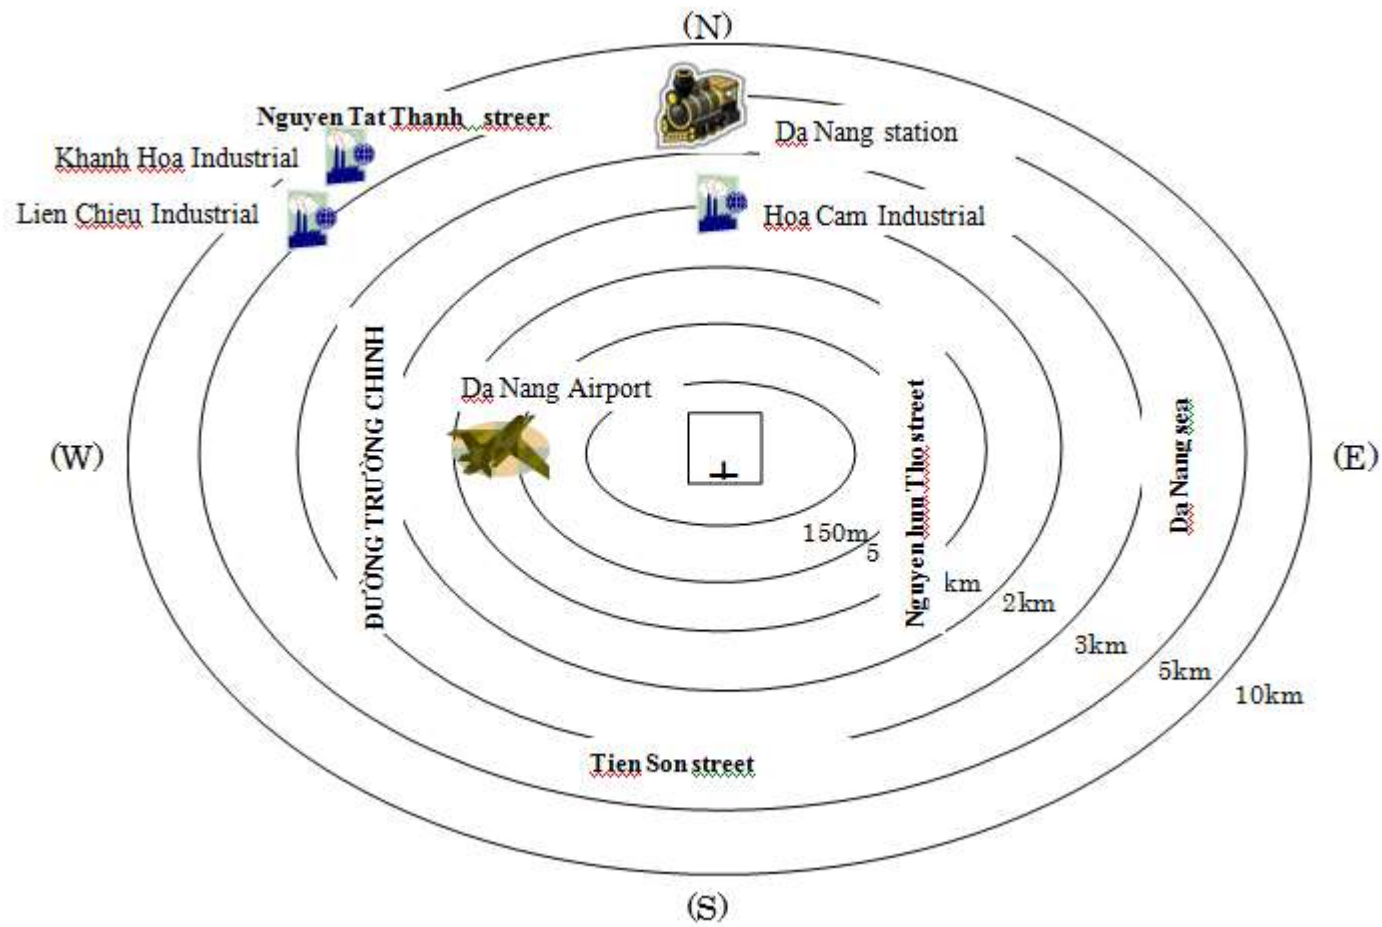 (N)
Nguyen Tat Thanh streer
Da Nang station
Khanh Hoa Industrial
Lien Chieu Industrial
Hoa Cam Industrial
ĐƯỜNG TRƯỜNG CHINH
Da Nang Airport
(W)
Nguyen huu Tho street
Da Nang sea
(E)
150m
5
km
2km
3km
5km
10km
Tien Son street
(S)